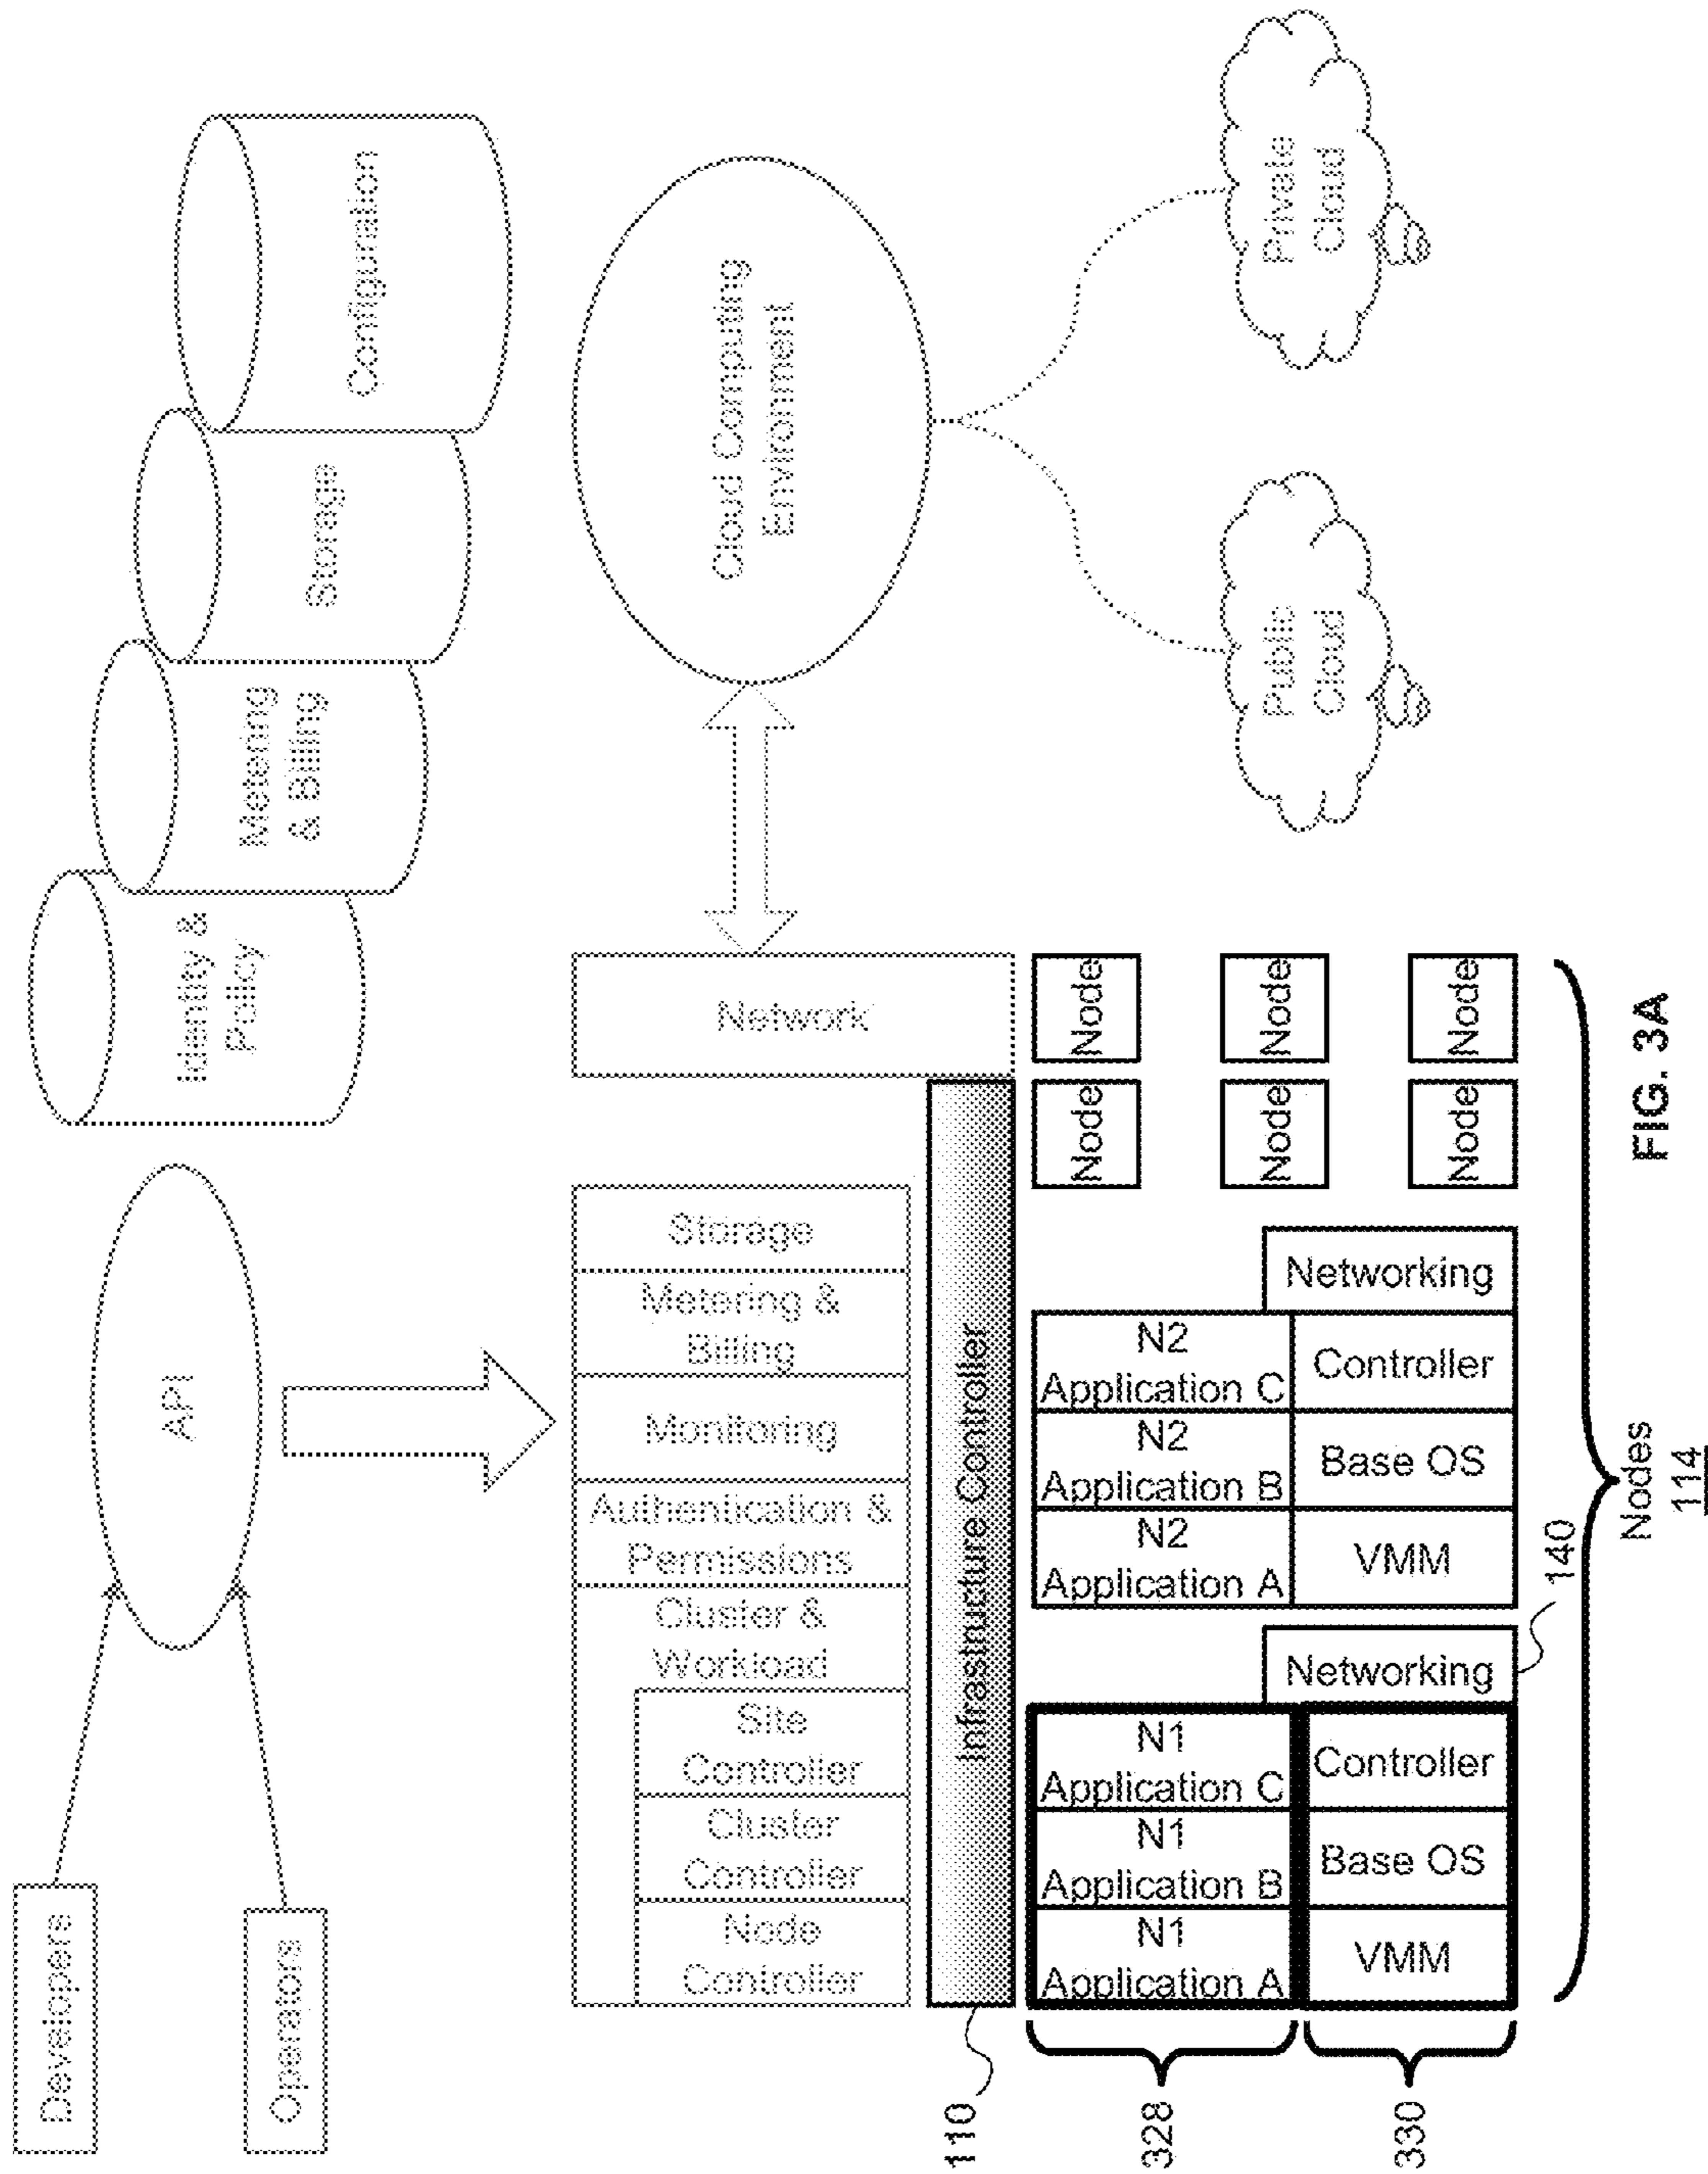 Developers
Operators
API
Identity &
Policy
Metering
& Billing
Storage
Configuration
Node
Controller
Cluster
Controller
Site
Controller
Cluster &
Workload
Authentication &
Permissions
Monitoring
Metering &
Billing
Storage
Network
Cloud Computing
Environment
110
Infrastructure Controller
328
N1
Application A
N1
Application B
N1
Application C
N2
Application A
N2
Application B
N2
Application C
Node
Node
Node
Node
Node
Node
330
VMM
Base OS
Controller
Networking
VMM
Base OS
Controller
Networking
140
Public
Cloud
Private
Cloud
Nodes
114
FIG. 3A